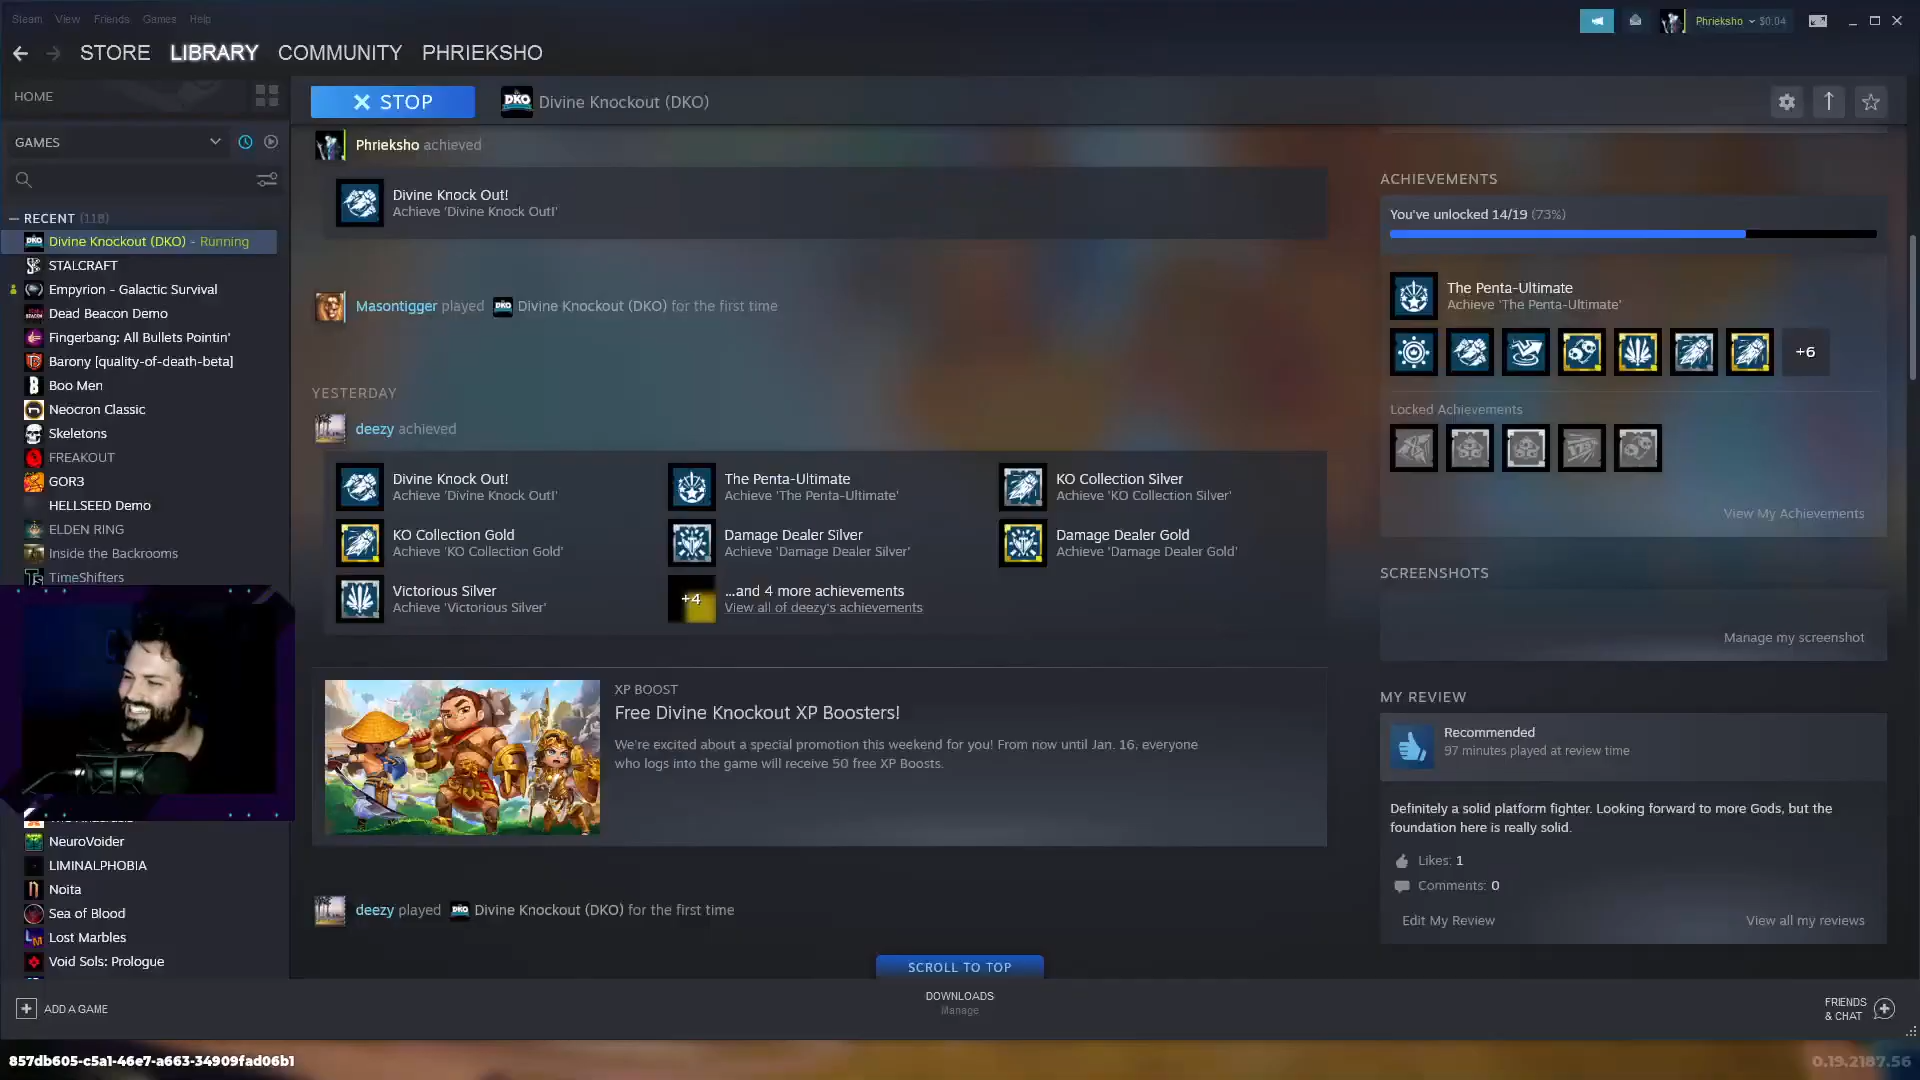 Steam View Friends Games Help
Phrieksho $0.04
STORE LIBRARY COMMUNITY PHRIEKSHO
HOME
STOP
DKO Divine Knockout (DKO)
GAMES
RECENT (118)
DKO Divine Knockout (DKO) - Running
STALCRAFT
Empyrion - Galactic Survival
Dead Beacon Demo
Fingerbang: All Bullets Pointin'
Barony [quality-of-death-beta]
Boo Men
Neocron Classic
Skeletons
FREAKOUT
GOR3
HELLSEED Demo
ELDEN RING
Inside the Backrooms
TimeShifters
NeuroVoider
LIMINALPHOBIA
Noita
Sea of Blood
Lost Marbles
Void Sols: Prologue
ADD A GAME
Phrieksho achieved
Divine Knock Out!
Achieve 'Divine Knock Out!'
Masontigger played DKO Divine Knockout (DKO) for the first time
YESTERDAY
deezy achieved
Divine Knock Out!
Achieve 'Divine Knock Out!'
The Penta-Ultimate
Achieve 'The Penta-Ultimate'
KO Collection Silver
Achieve 'KO Collection Silver'
KO Collection Gold
Achieve 'KO Collection Gold'
Damage Dealer Silver
Achieve 'Damage Dealer Silver'
Damage Dealer Gold
Achieve 'Damage Dealer Gold'
Victorious Silver
Achieve 'Victorious Silver'
+4
...and 4 more achievements
View all of deezy's achievements
XP BOOST
Free Divine Knockout XP Boosters!
We're excited about a special promotion this weekend for you! From now until Jan. 16, everyone
who logs into the game will receive 50 free XP Boosts.
deezy played DKO Divine Knockout (DKO) for the first time
SCROLL TO TOP
DOWNLOADS
Manage
ACHIEVEMENTS
You've unlocked 14/19 (73%)
The Penta-Ultimate
Achieve 'The Penta-Ultimate'
+6
Locked Achievements
View My Achievements
SCREENSHOTS
Manage my screenshot
MY REVIEW
Recommended
97 minutes played at review time
Definitely a solid platform fighter. Looking forward to more Gods, but the
foundation here is really solid.
Likes: 1
Comments: 0
Edit My Review
View all my reviews
FRIENDS
& CHAT
857db605-c5a1-46e7-a663-34909fad06b1
0.19.2187.56